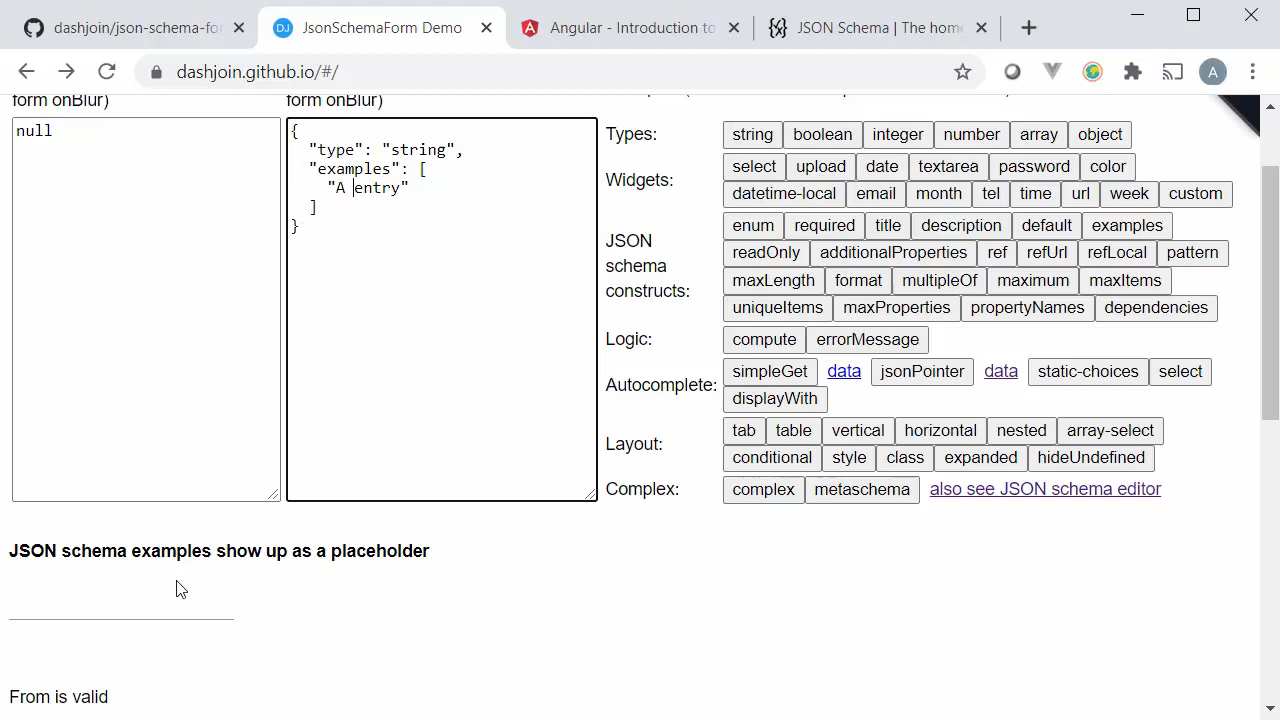 dashjoin/json-schema-fo
JsonSchemaForm Demo
Angular - Introduction to
JSON Schema | The home
dashjoin.github.io/#/
A
form onBlur)
form onBlur)
null
{
"type": "string",
"examples": [
"A entry"
]
}
Types: string boolean integer number array object
Widgets: select upload date textarea password color
datetime-local email month tel time url week custom
JSON schema constructs: enum required title description default examples
readOnly additionalProperties ref refUrl refLocal pattern
maxLength format multipleOf maximum maxItems
uniqueItems maxProperties propertyNames dependencies
Logic: compute errorMessage
Autocomplete: simpleGet data jsonPointer data static-choices select
displayWith
Layout: tab table vertical horizontal nested array-select
conditional style class expanded hideUndefined
Complex: complex metaschema also see JSON schema editor
JSON schema examples show up as a placeholder
From is valid